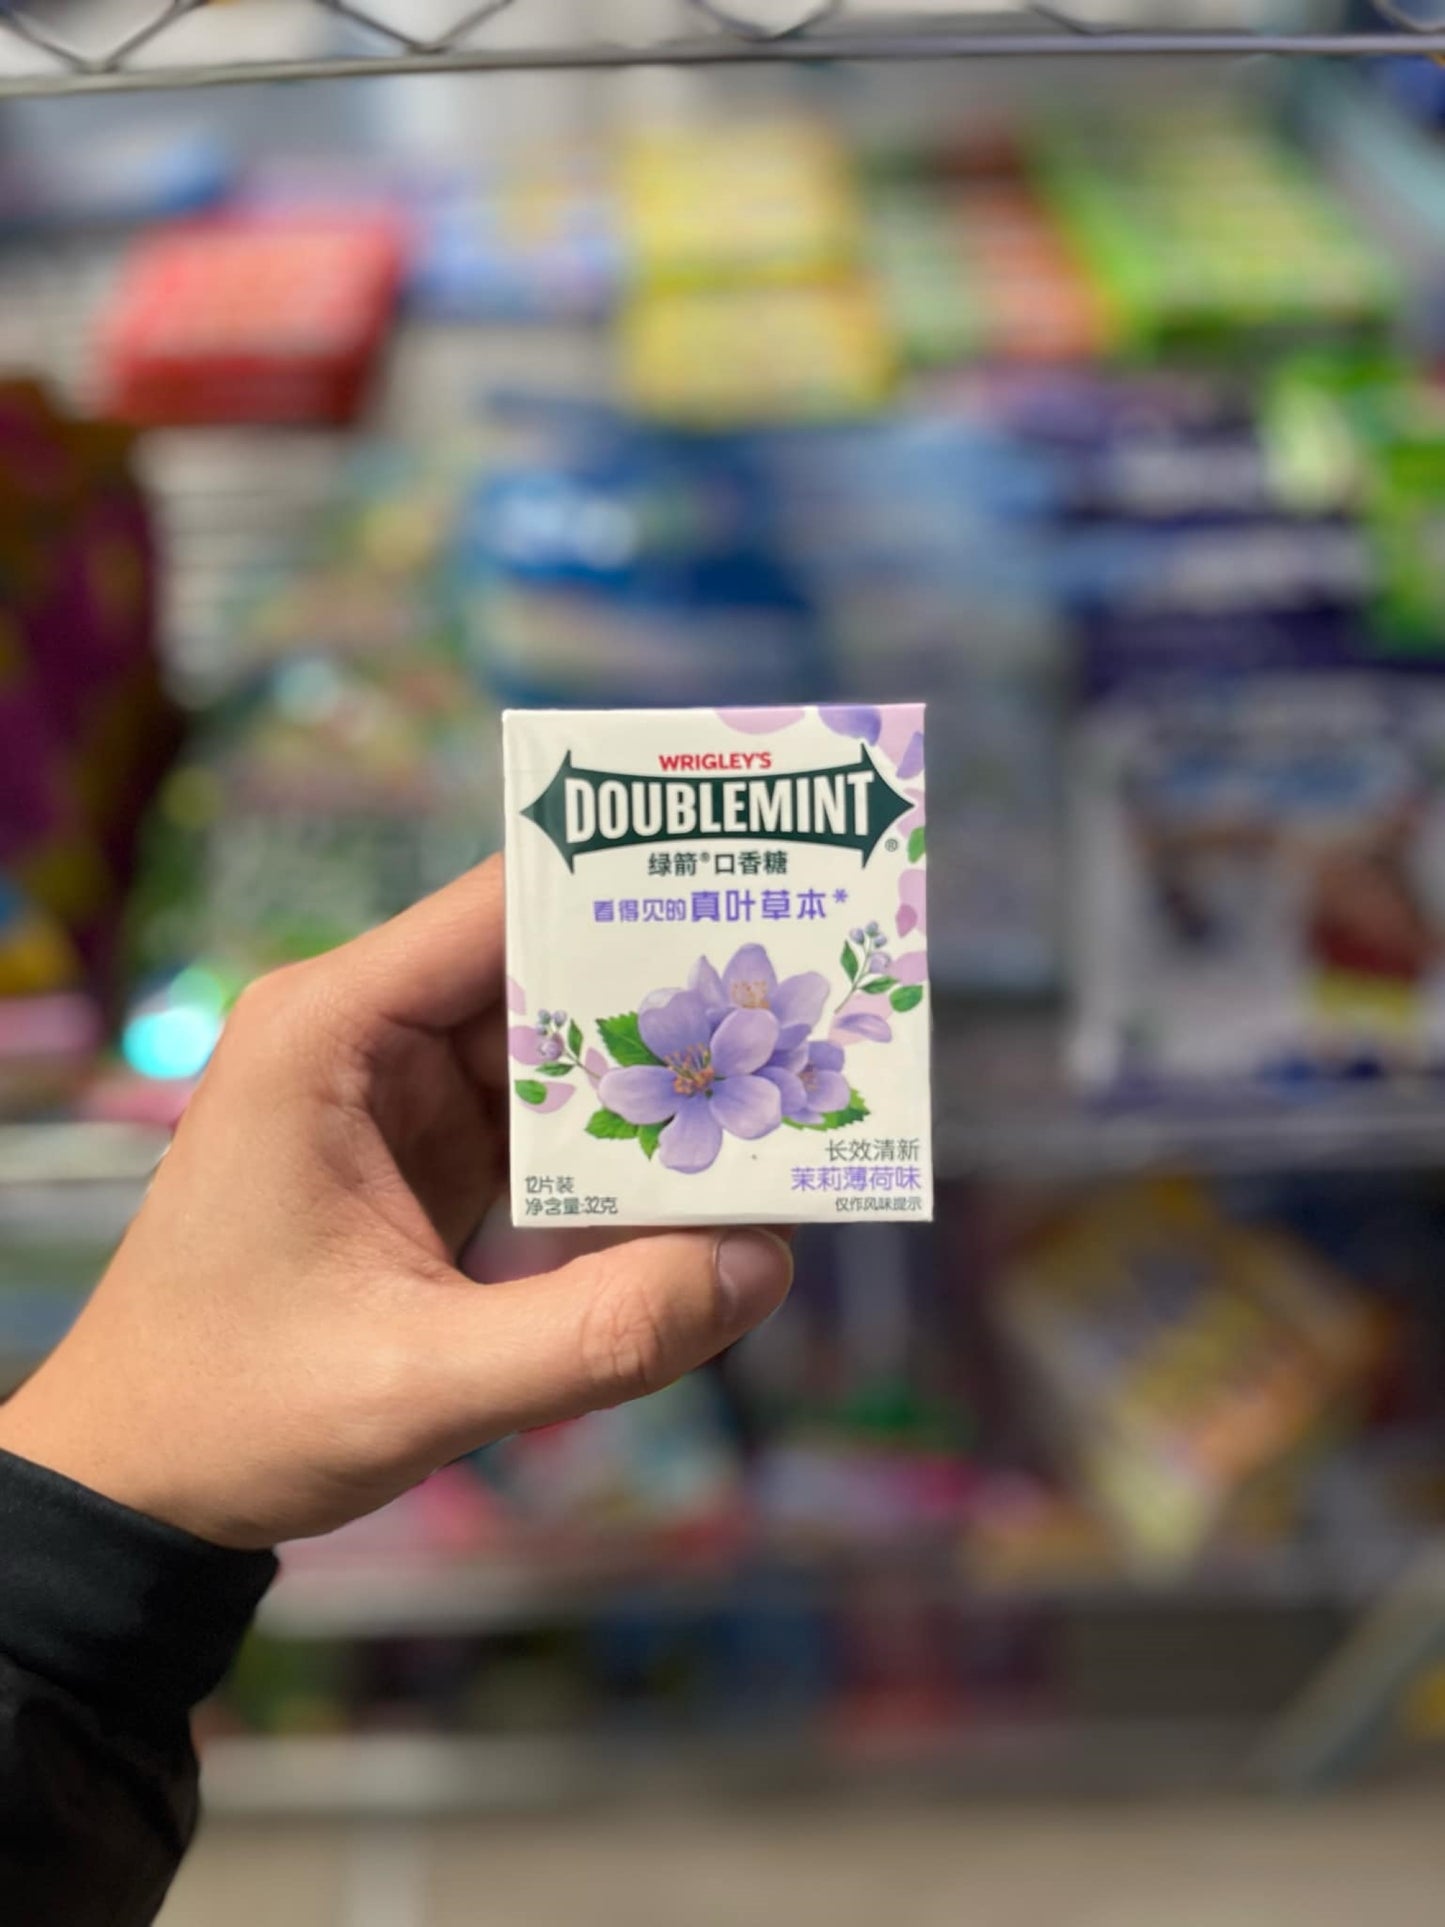 WRIGLEY'S
DOUBLEMINT
®
绿箭®口香糖
看得见的真叶草本*
长效清新
茉莉薄荷味
仅作风味提示
12片装
净含量:32克